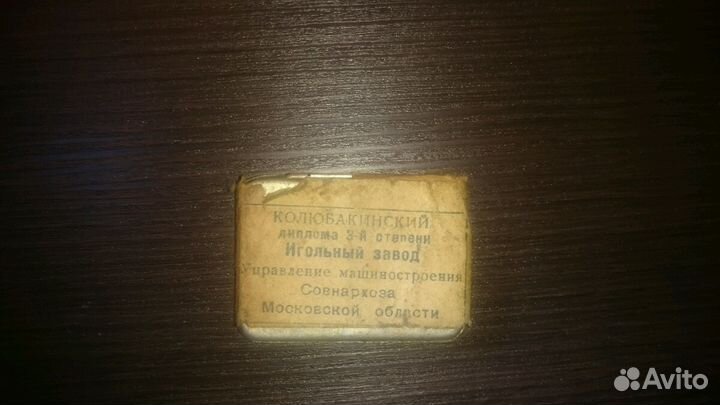 КОЛЮБАКИНСКИЙ
диплома 3-й степени
Игольный завод
Управление машиностроения
Совнархоза
Московской области
Avito